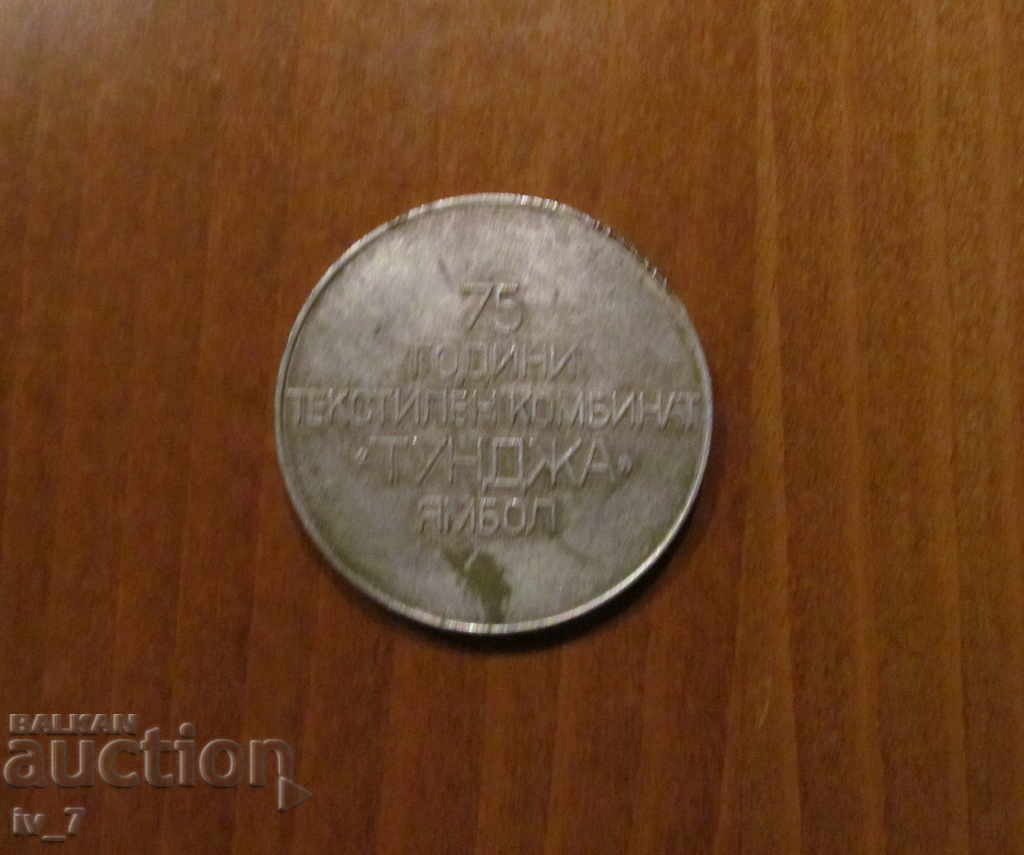 75
ГОДИНИ
ТЕКСТИЛЕН КОМБИНАТ
"ТУНДЖА"
ЯМБОЛ
BALKAN
auction
iv_7